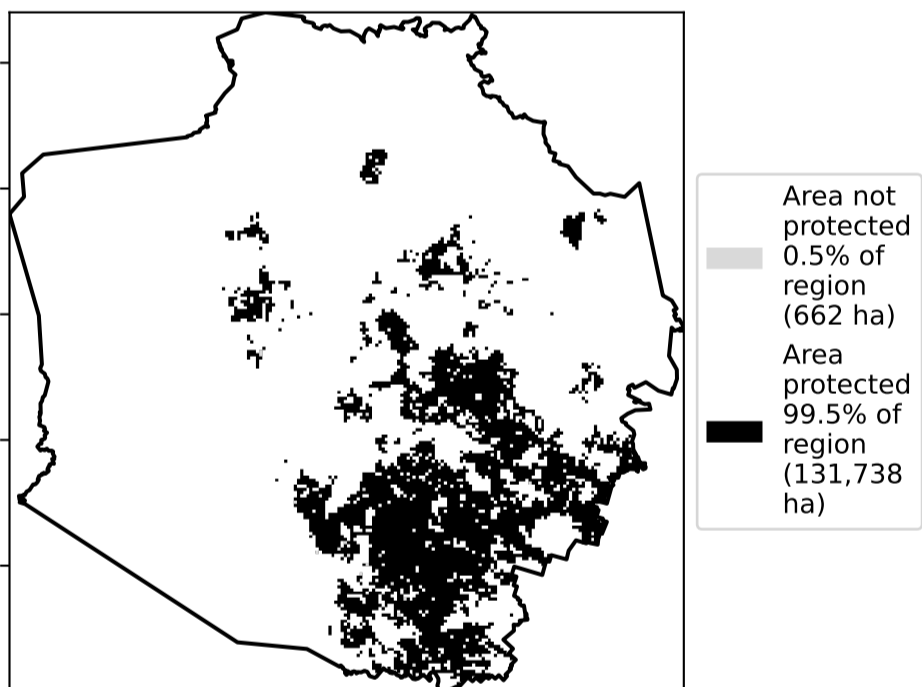 Area not
protected
0.5% of
region
(662 ha)
Area
protected
99.5% of
region
(131,738
ha)